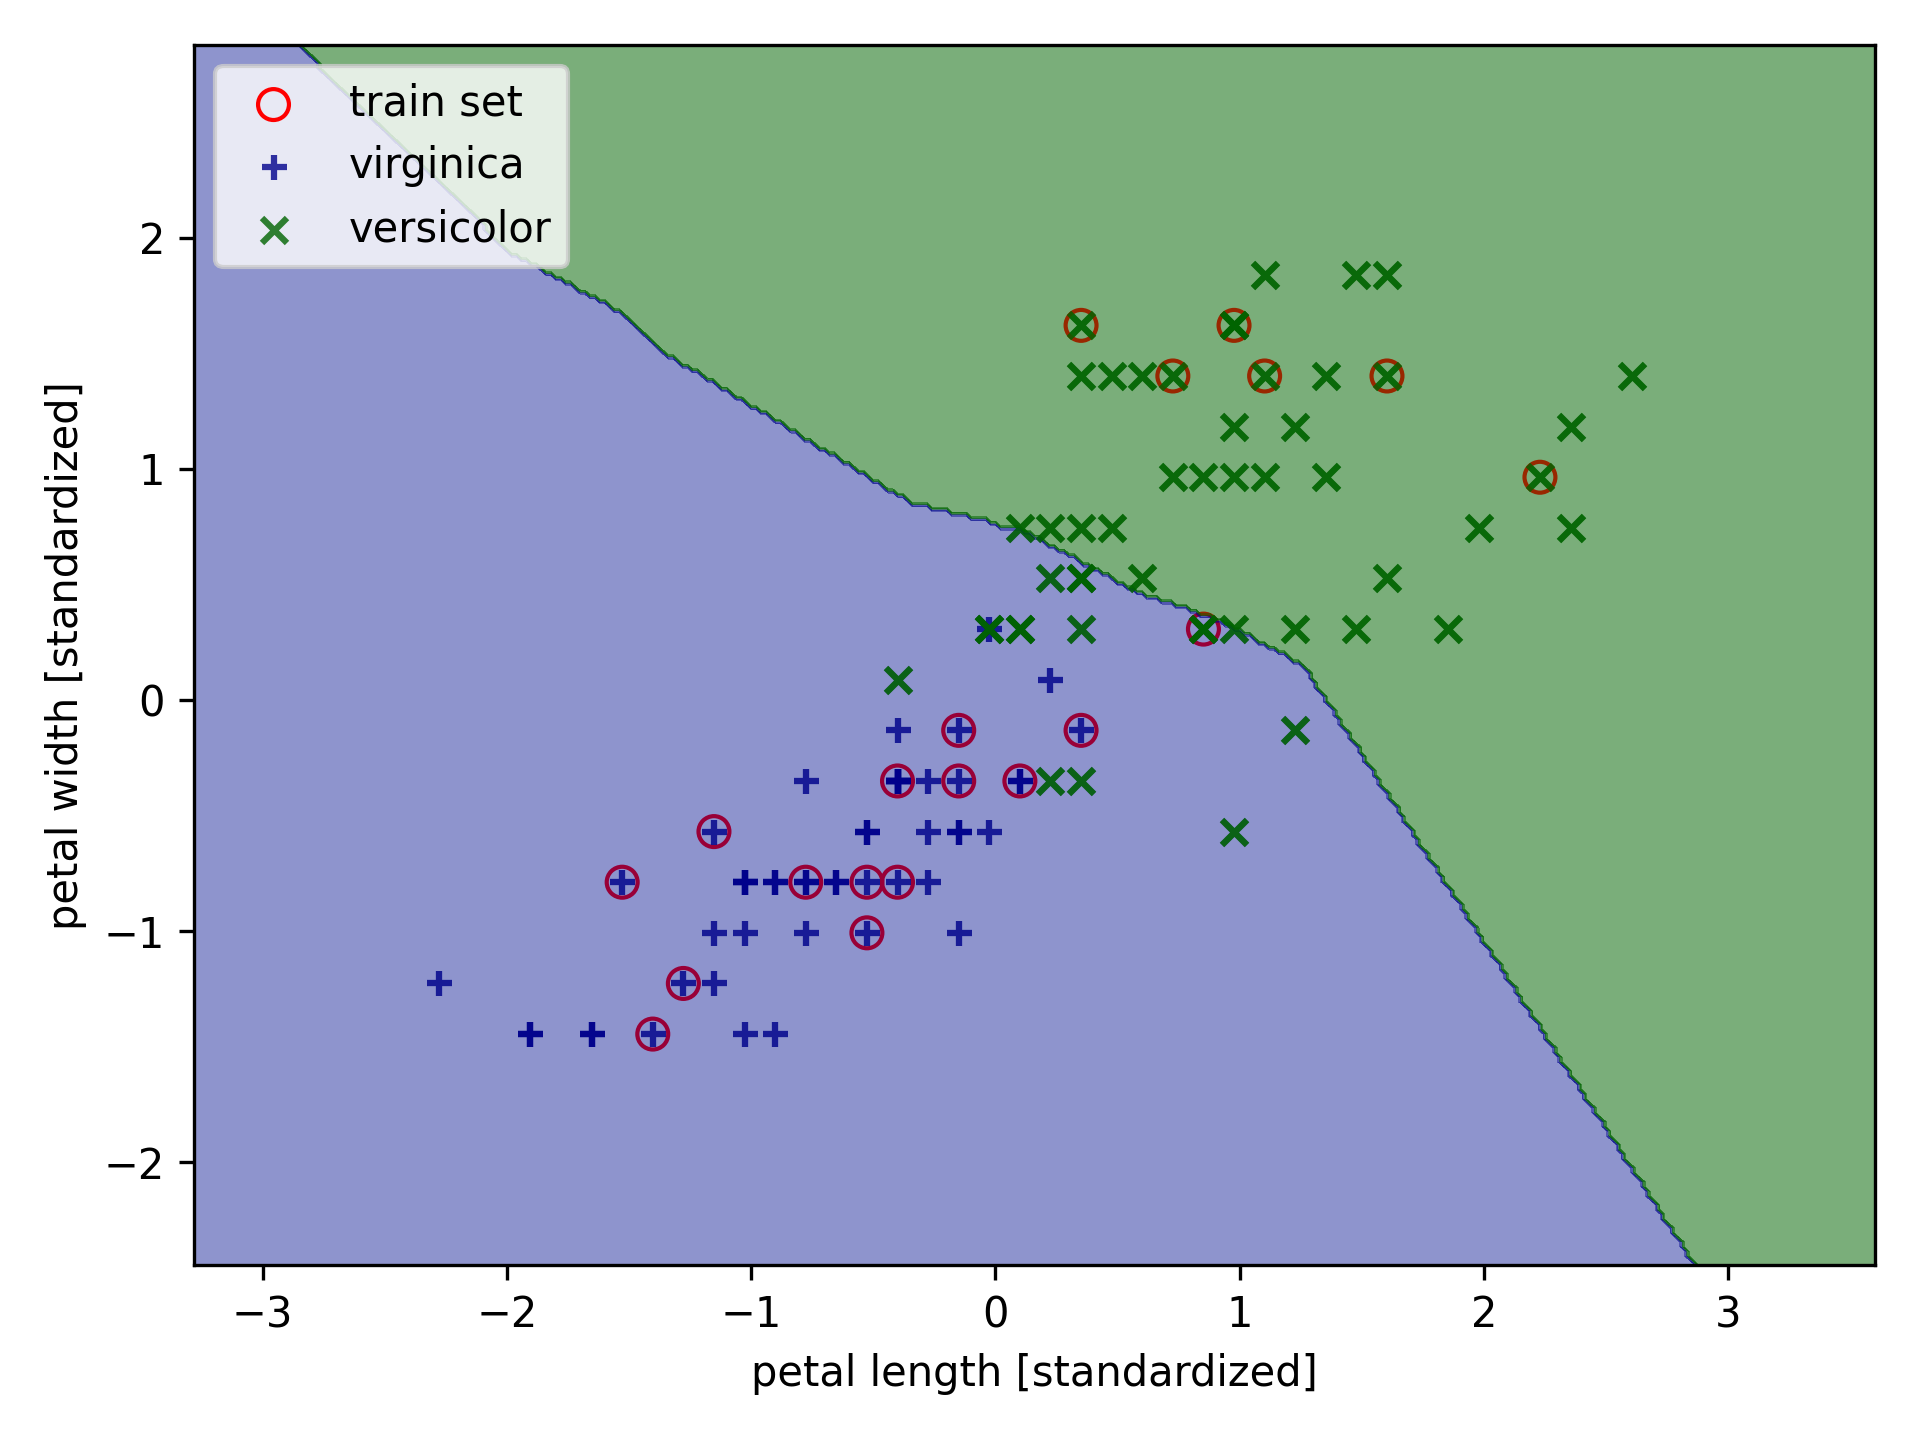 train set
virginica
versicolor
2
1
0
−1
−2
petal width [standardized]
−3
−2
−1
0
1
2
3
petal length [standardized]